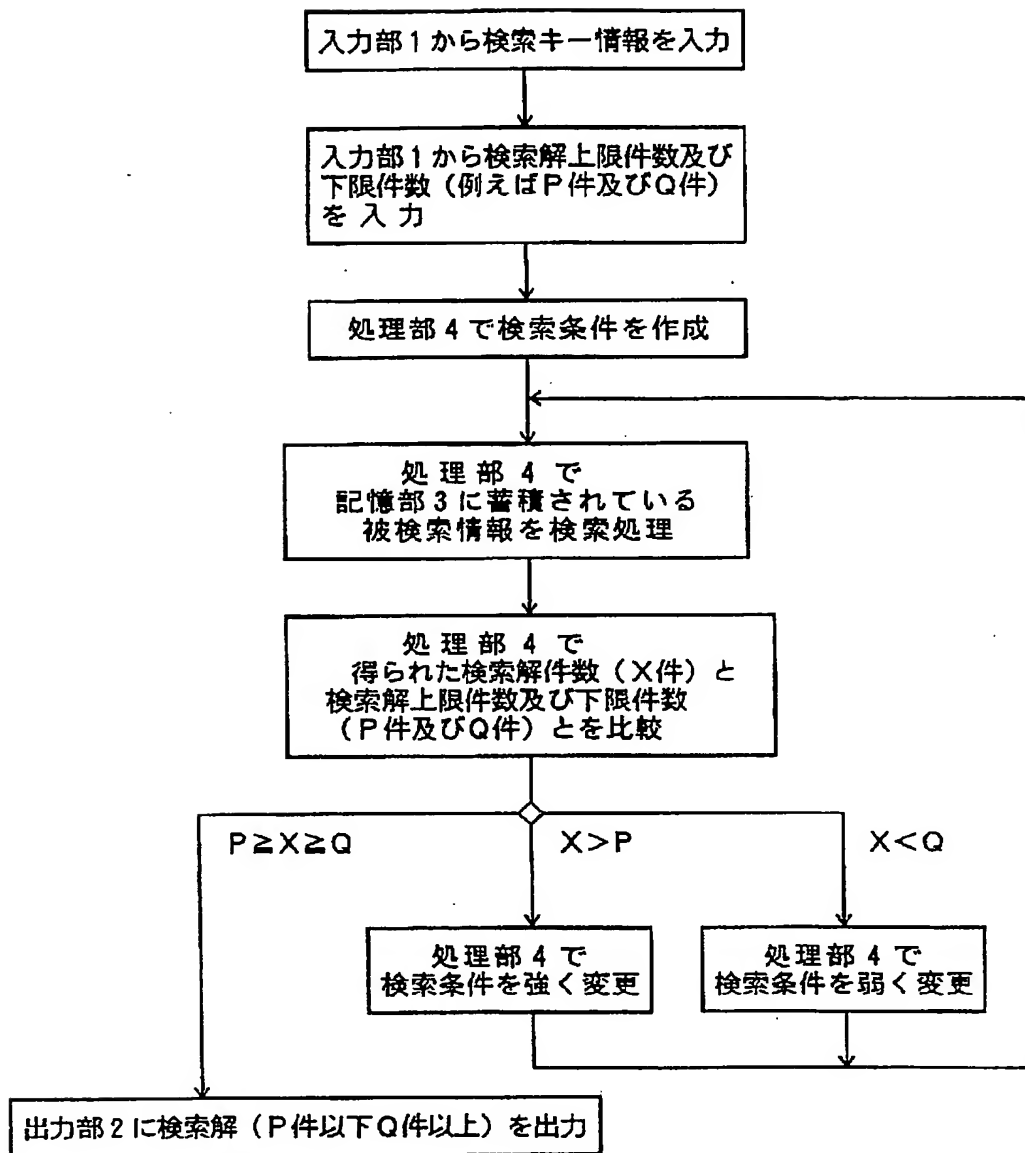 入力部1から検索キー情報を入力
入力部1から検索解上限件数及び
下限件数（例えばP件及びQ件）
を入力
処理部4で検索条件を作成
処理部4で
記憶部3に蓄積されている
被検索情報を検索処理
処理部4で
得られた検索解件数（X件）と
検索解上限件数及び下限件数
（P件及びQ件）とを比較
P≧X≧Q
X>P
X<Q
処理部4で
検索条件を強く変更
処理部4で
検索条件を弱く変更
出力部2に検索解（P件以下Q件以上）を出力